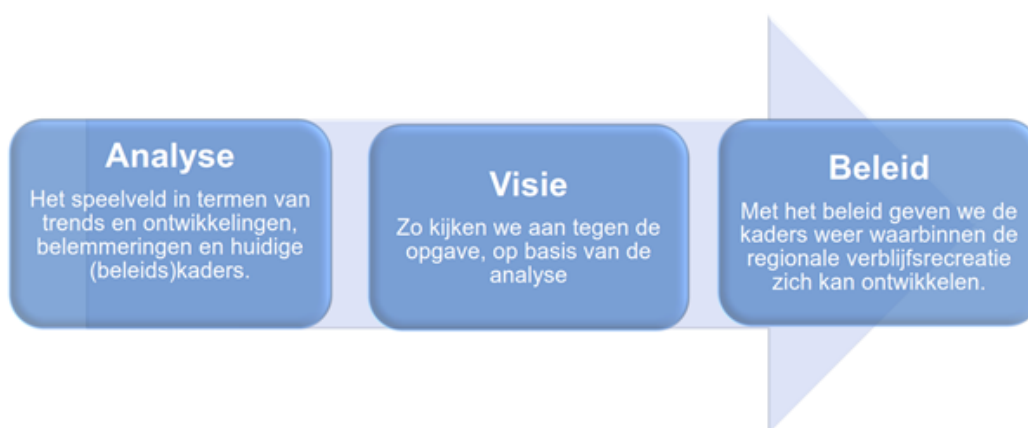 Analyse
Het speelveld in termen van
trends en ontwikkelingen,
belemmeringen en huidige
(beleids)kaders.
Visie
Zo kijken we aan tegen de
opgave, op basis van de
analyse
Beleid
Met het beleid geven we de
kaders weer waarbinnen de
regionale verblijfsrecreatie
zich kan ontwikkelen.